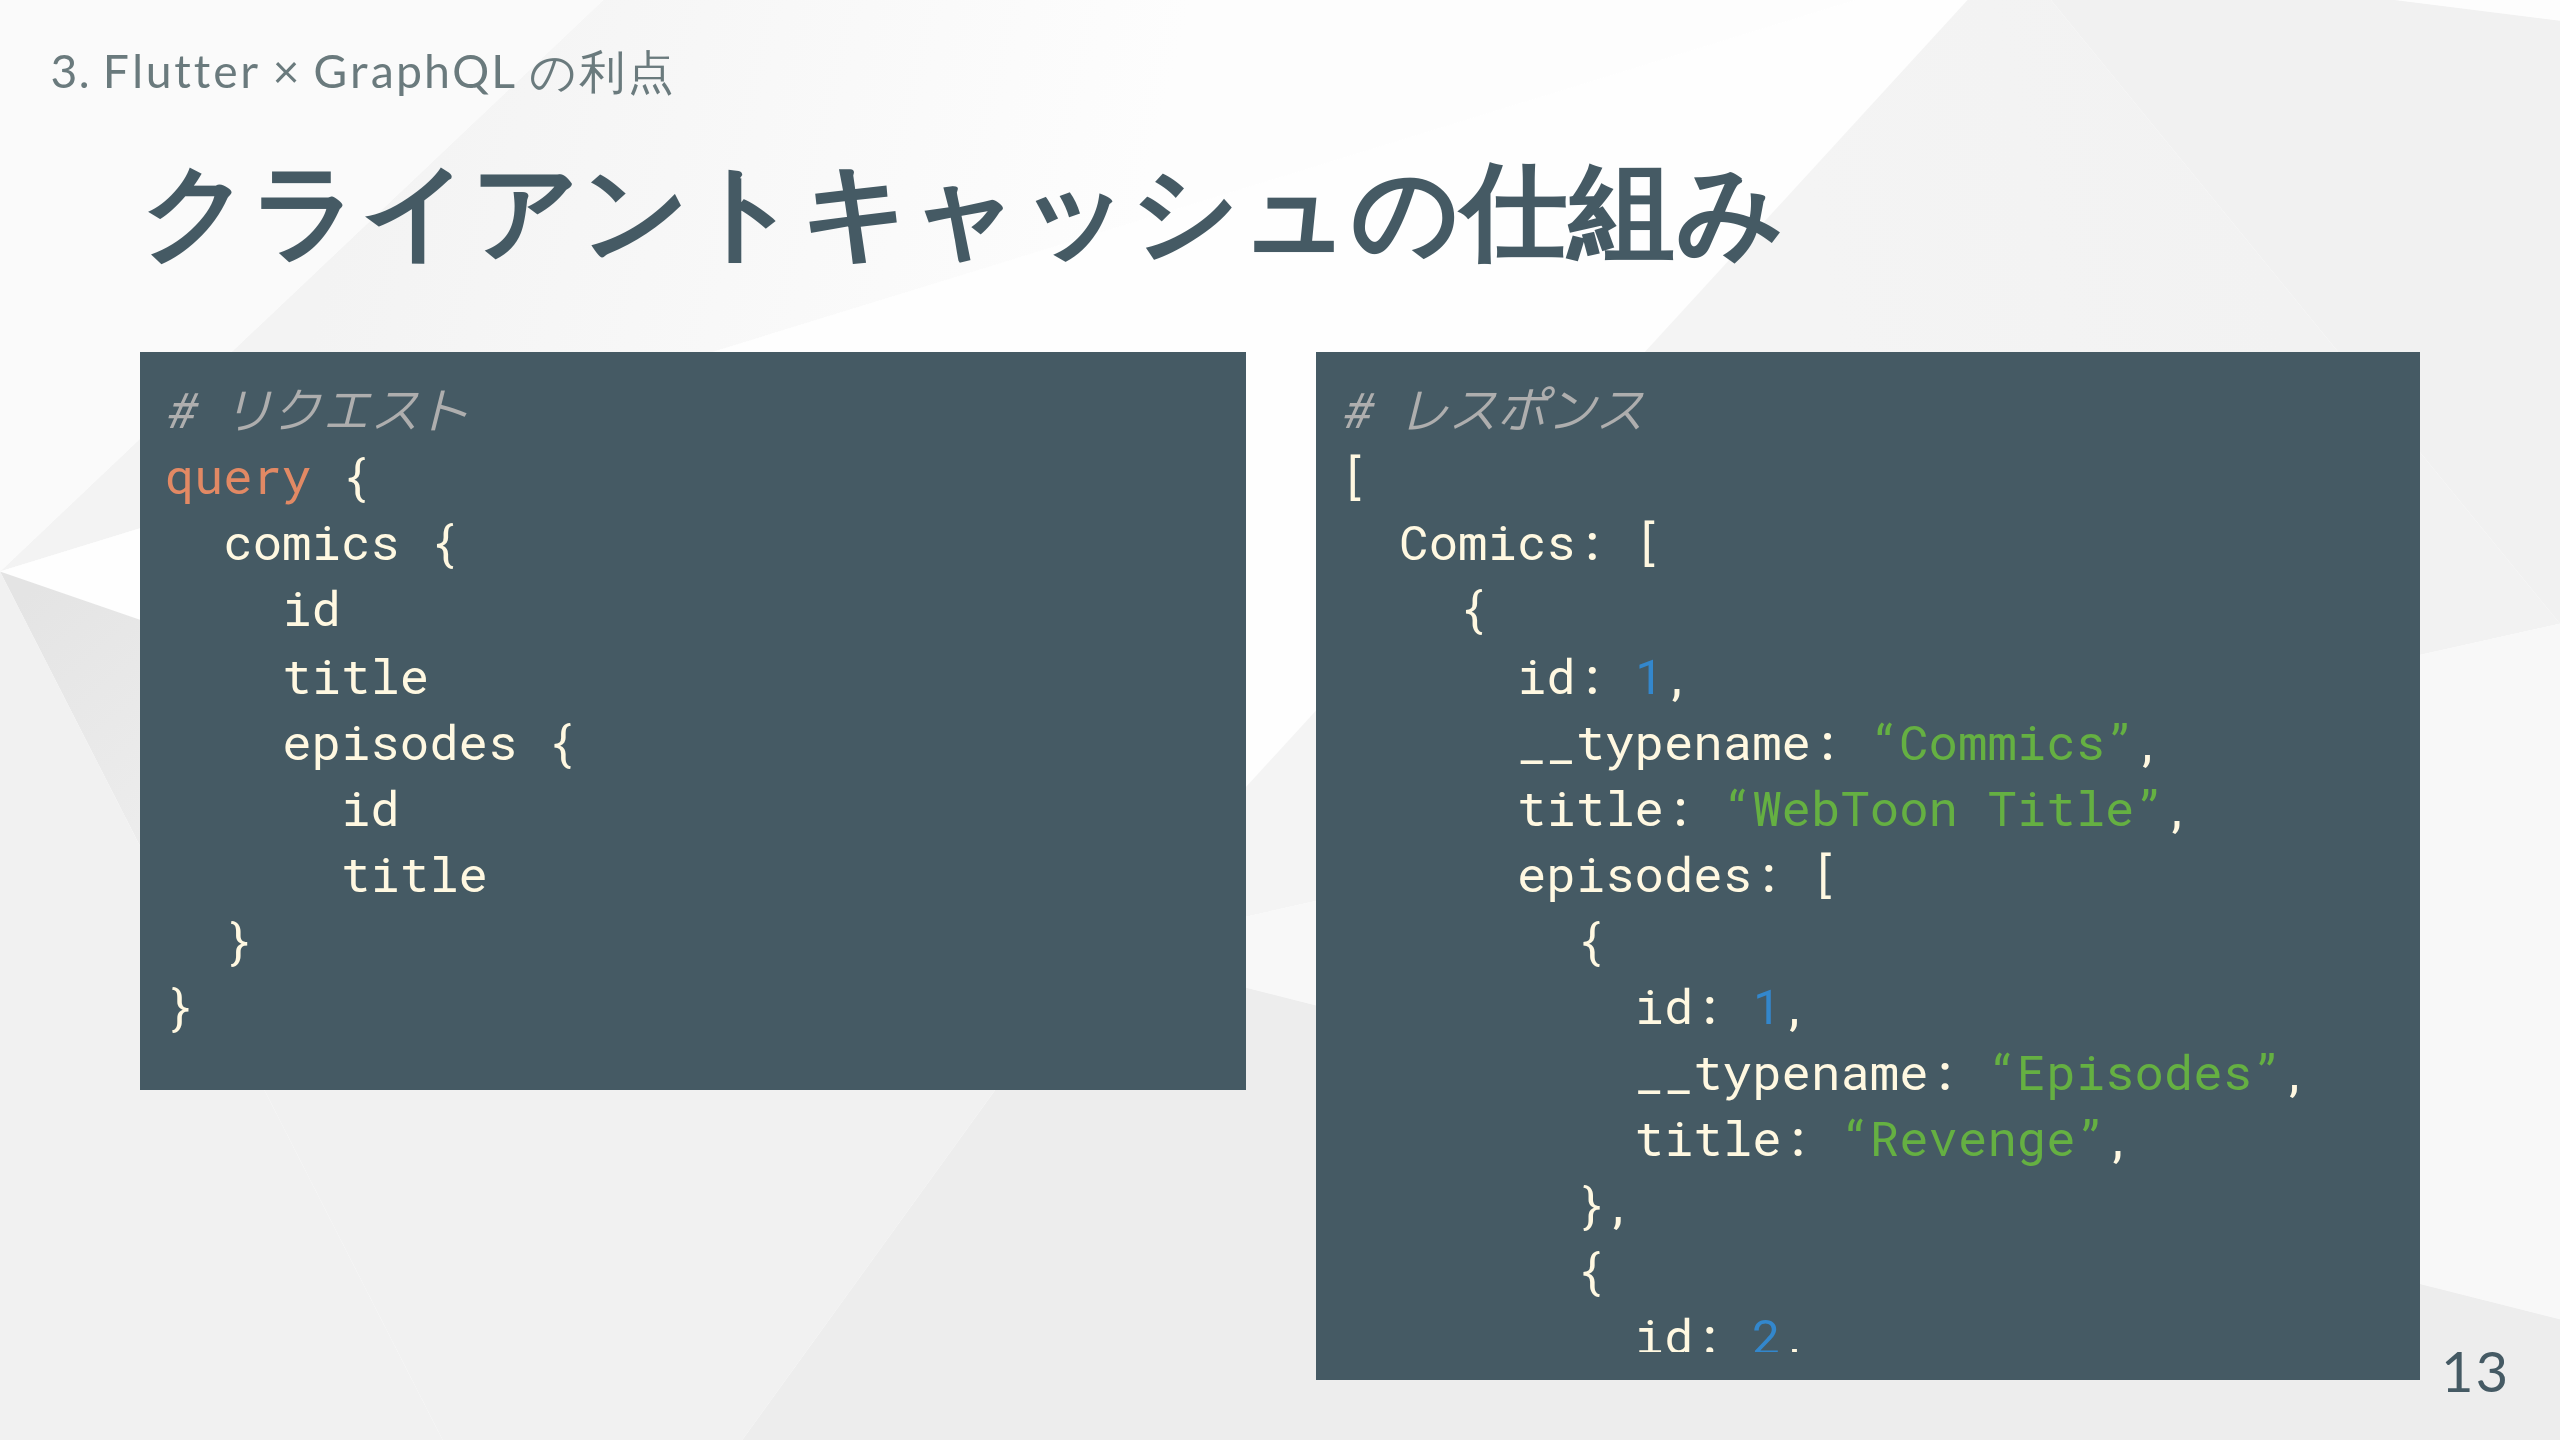 3. Flutter × GraphQL の利点
クライアントキャッシュの仕組み
# リクエスト
query {
  comics {
    id
    title
    episodes {
      id
      title
  }
}
# レスポンス
[
  Comics: [
    {
      id: 1,
      __typename: “Commics”,
      title: “WebToon Title”,
      episodes: [
        {
          id: 1,
          __typename: “Episodes”,
          title: “Revenge”,
        },
        {
          id: 2,
13